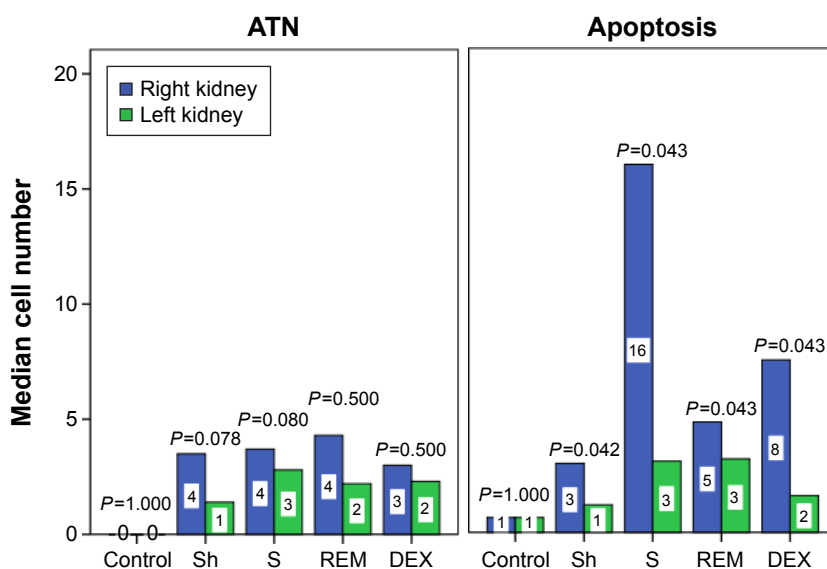 ATN
Apoptosis
Median cell number
20
15
10
5
0
Right kidney
Left kidney
P=1.000
P=0.078
P=0.080
P=0.500
P=0.500
0 0
4
1
4
3
4
2
3
2
Control Sh S REM DEX
P=1.000
P=0.042
P=0.043
P=0.043
P=0.043
1
1
3
1
16
3
5
3
8
2
Control Sh S REM DEX